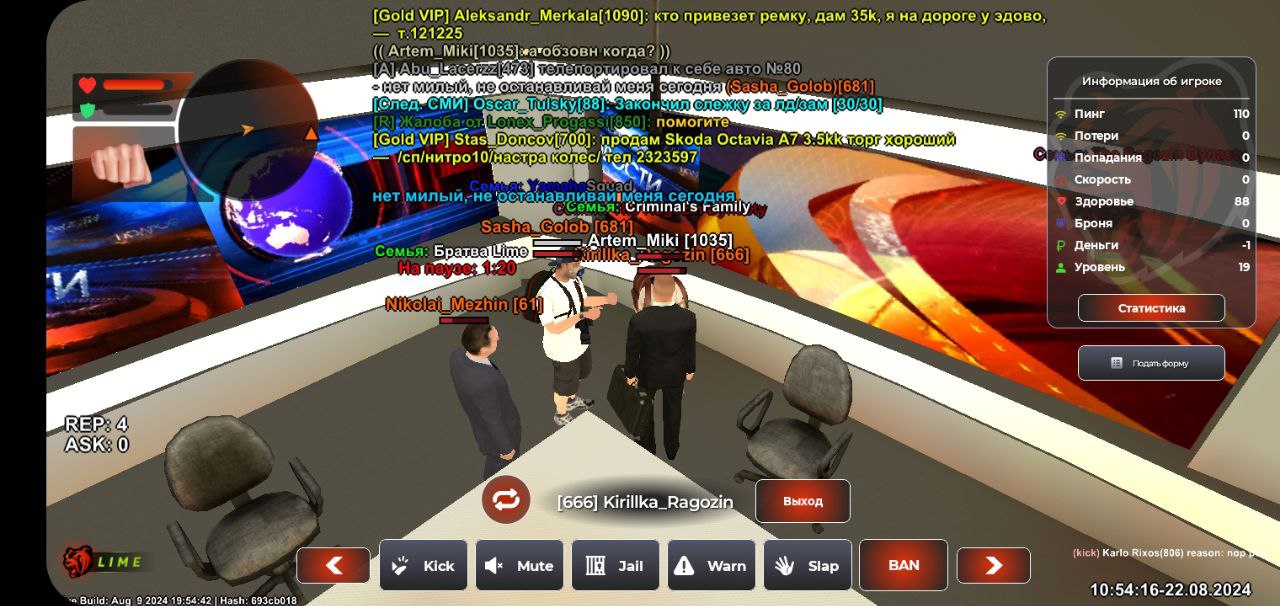 [Gold VIP] Aleksandr_Merkala[1090]: кто привезет ремку, дам 35k, я на дороге у эдово,
— т.121225
(( Artem_Miki[1035]: а обзовн когда? ))
[A] Abu_Lacerzz[473] телепортировал к себе авто №80
- нет милый, не останавливай меня сегодня (Sasha_Golob)[681]
[След. СМИ] Oscar_Tulsky[88]: Закончил слежку за лд/зам [30/30]
[R] Жалоба от Lonex_Progassi[850]: помогите
[Gold VIP] Stas_Doncov[700]: продам Skoda Octavia A7 3.5kk торг хороший
— /сп/нитро10/настра колес/ тел 2323597
Семья: YamahaSquad
нет милый, не останавливай меня сегодня
Семья: Criminal's Family
Sasha_Golob [681]
Artem_Miki [1035]
Семья: Братва Lime
Kirillka_Ragozin [666]
На паузе: 1:20
Nikolai_Mezhin [61]
Информация об игроке
Пинг 110
Потери 0
Попадания 0
Скорость 0
Здоровье 88
Броня 0
Деньги -1
Уровень 19
Статистика
Подать форму
REP: 4
ASK: 0
[666] Kirillka_Ragozin
Выход
Kick
Mute
Jail
Warn
Slap
BAN
LIME
(kick) Karlo Rixos(806) reason: nop
10:54:16-22.08.2024
Build: Aug 9 2024 19:54:42 | Hash: 693cb018